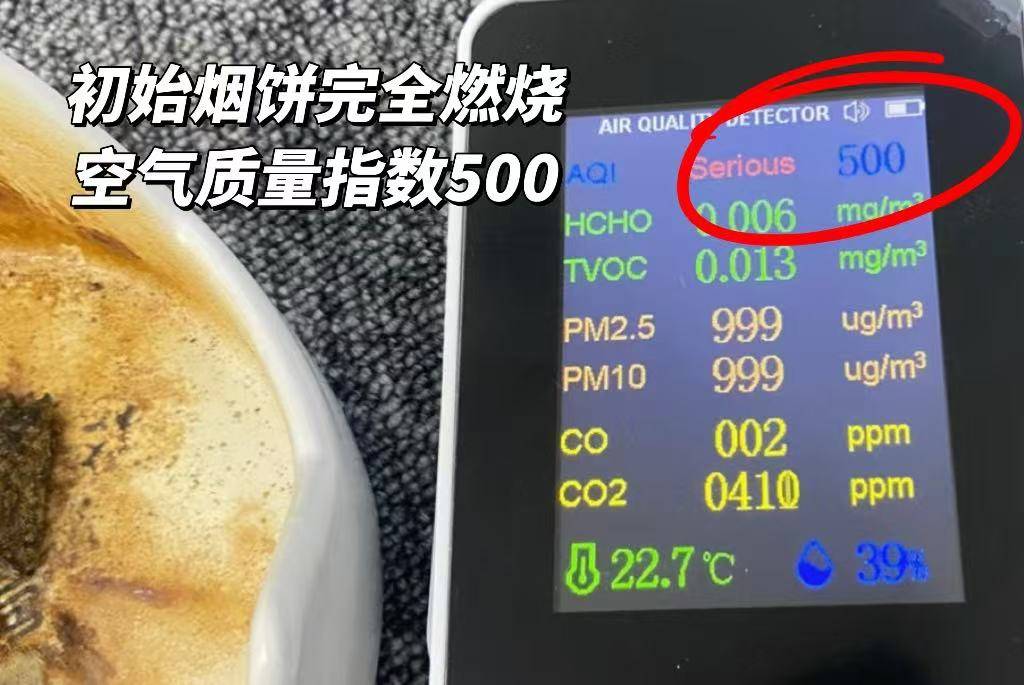 初始烟饼完全燃烧
空气质量指数500
AIR QUALITY DETECTOR
AQI Serious 500
HCHO 0.006 mg/m³
TVOC 0.013 mg/m³
PM2.5 999 ug/m³
PM10 999 ug/m³
CO 002 ppm
CO2 0410 ppm
22.7℃ 39%